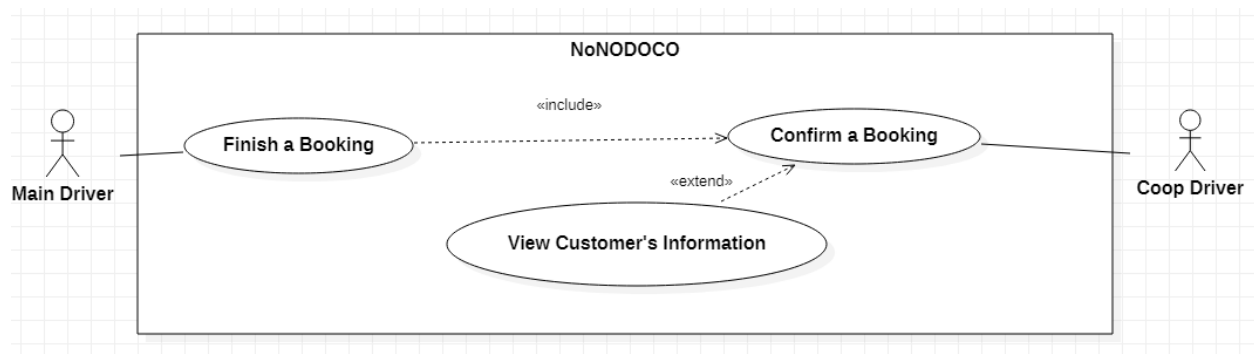 NoNODOCO
«include»
Finish a Booking
Confirm a Booking
Main Driver
Coop Driver
«extend»
View Customer's Information